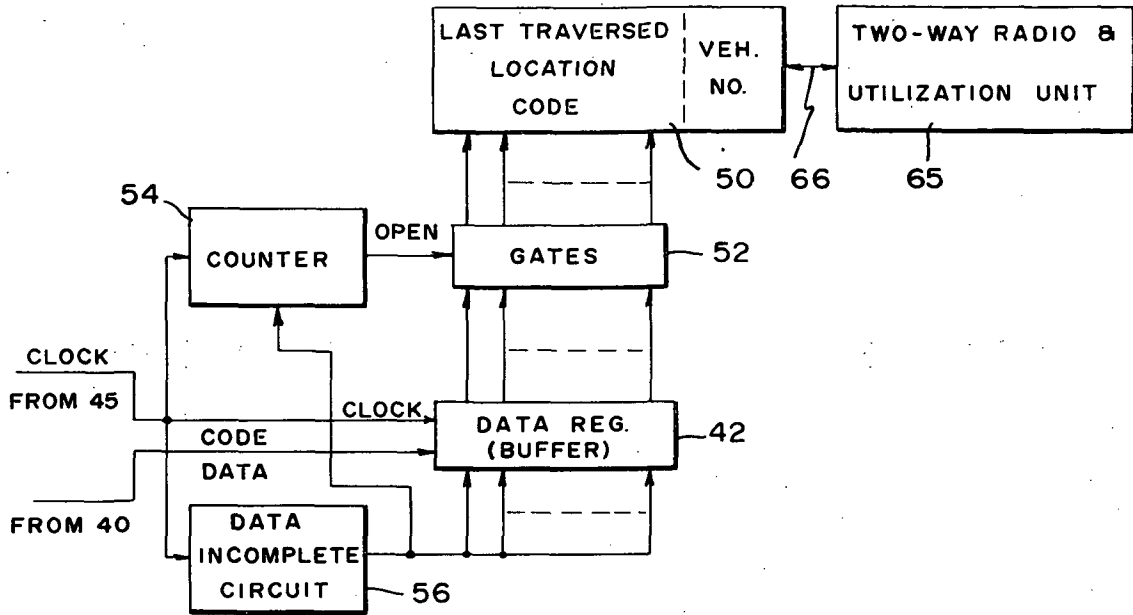 LAST TRAVERSED
LOCATION
CODE
VEH.
NO.
TWO-WAY RADIO &
UTILIZATION UNIT
50
66
65
54
COUNTER
OPEN
GATES
52
CLOCK
FROM 45
CLOCK
CODE
DATA
DATA REG.
(BUFFER)
42
FROM 40
DATA
INCOMPLETE
CIRCUIT
56